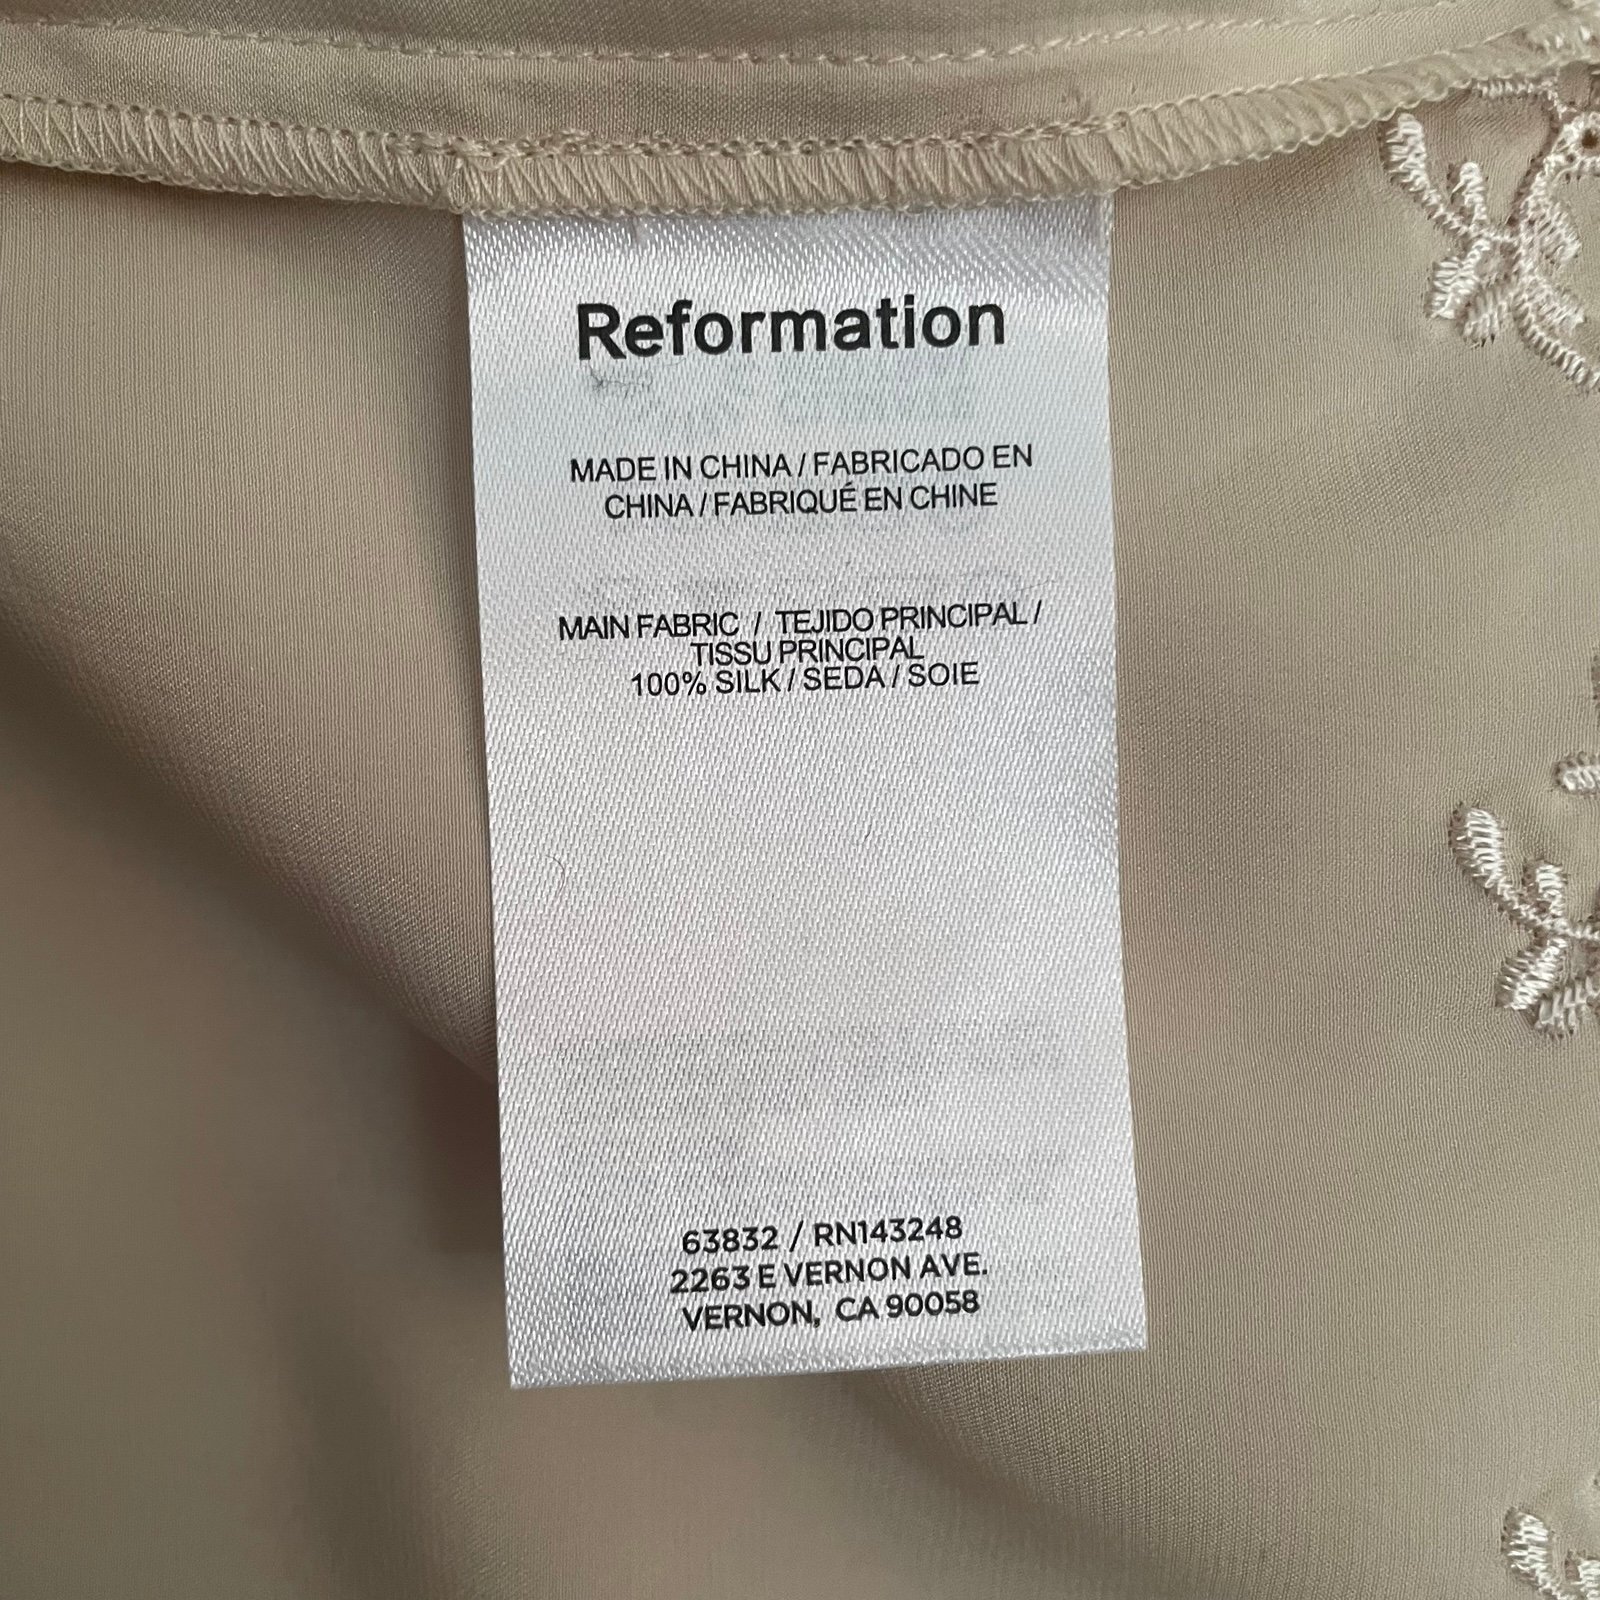 Reformation
MADE IN CHINA / FABRICADO EN
CHINA / FABRIQUÉ EN CHINE
MAIN FABRIC / TEJIDO PRINCIPAL /
TISSU PRINCIPAL
100% SILK / SEDA / SOIE
63832 / RN143248
2263 E VERNON AVE.
VERNON, CA 90058